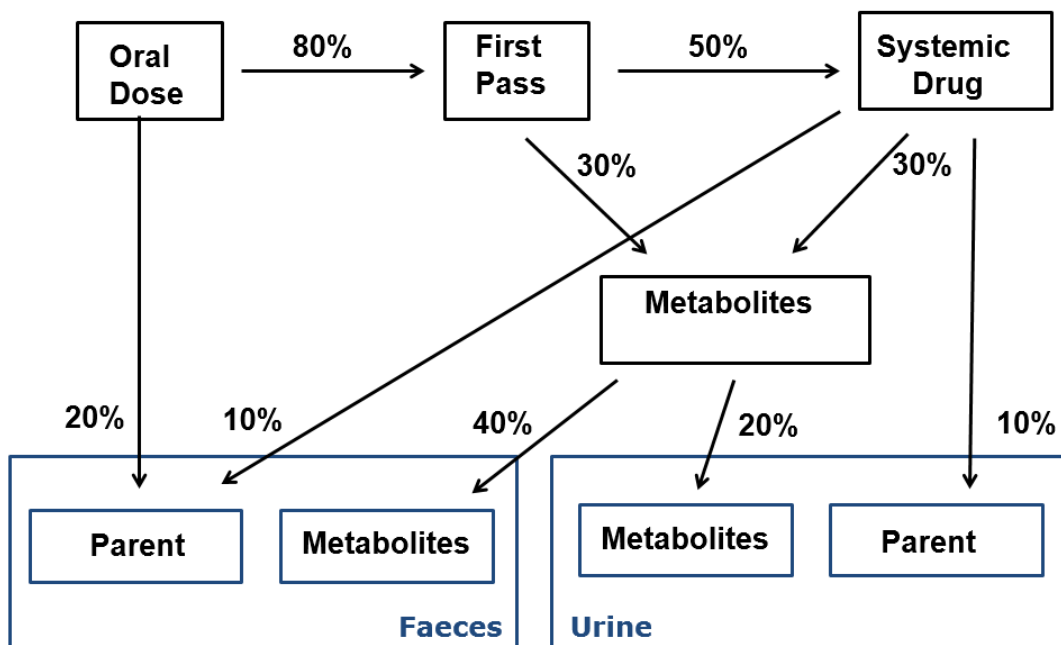 Oral
Dose
80%
First
Pass
50%
Systemic
Drug
30%
30%
Metabolites
20%
10%
40%
20%
10%
Parent
Metabolites
Metabolites
Parent
Faeces
Urine